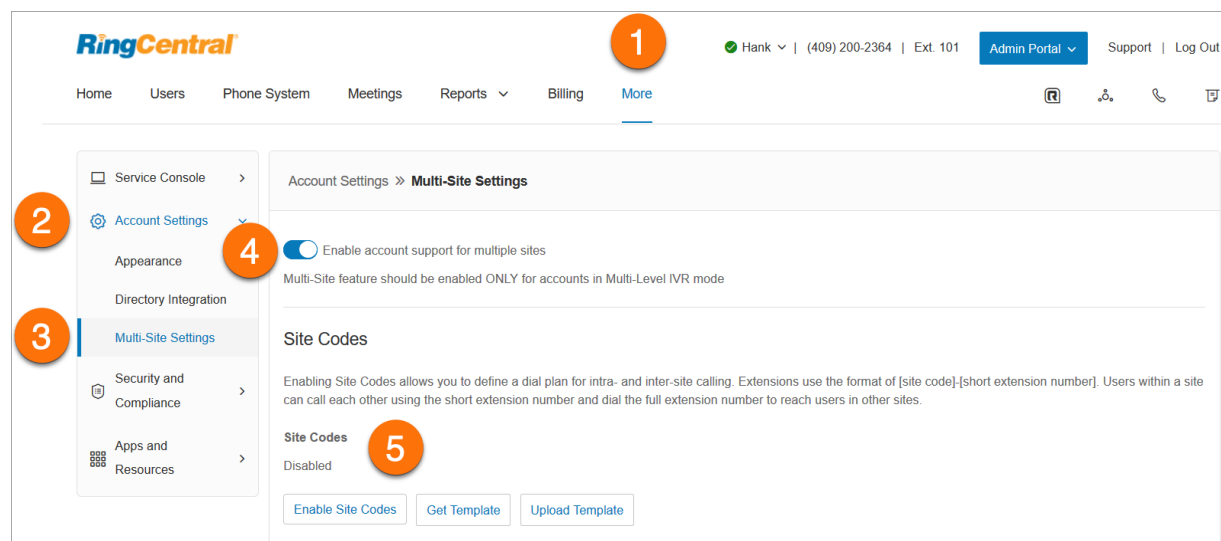 RingCentral
1
Hank | (409) 200-2364 | Ext. 101 Admin Portal Support | Log Out
Home Users Phone System Meetings Reports Billing More
Service Console
Account Settings » Multi-Site Settings
2
Account Settings
4
Enable account support for multiple sites
Appearance
Multi-Site feature should be enabled ONLY for accounts in Multi-Level IVR mode
Directory Integration
3
Multi-Site Settings
Site Codes
Security and
Compliance
Enabling Site Codes allows you to define a dial plan for intra- and inter-site calling. Extensions use the format of [site code]-[short extension number]. Users within a site
can call each other using the short extension number and dial the full extension number to reach users in other sites.
Apps and
Resources
Site Codes
5
Disabled
Enable Site Codes Get Template Upload Template